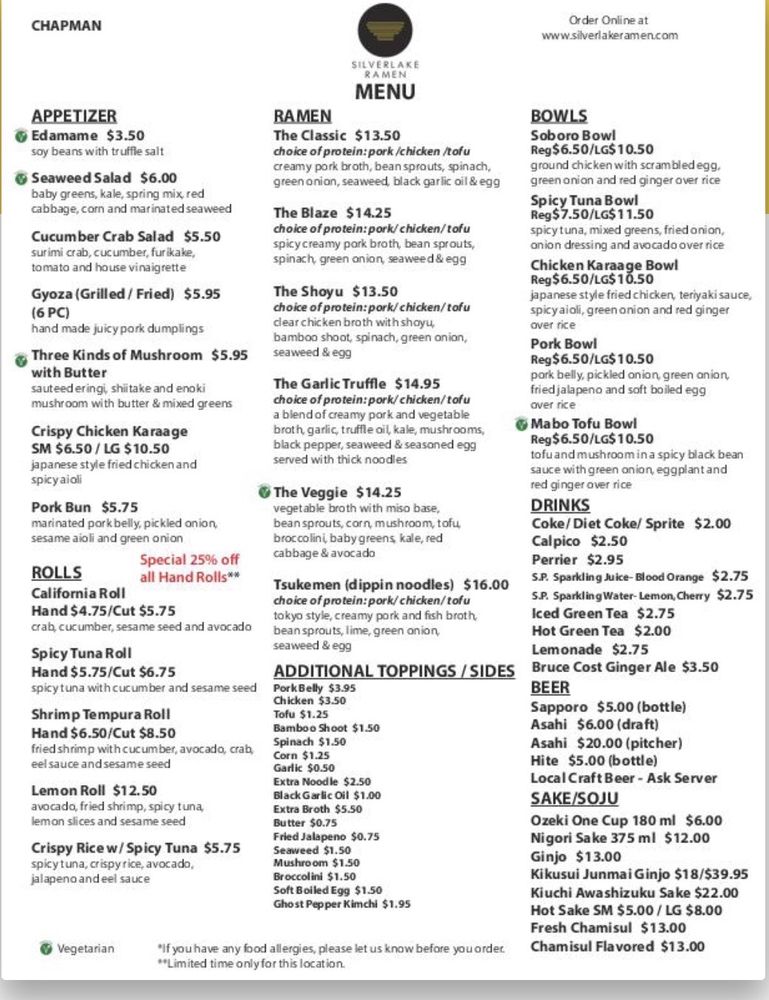 CHAPMAN
SILVERLAKE
RAMEN
MENU
Order Online at
www.silverlakeramen.com
APPETIZER
Edamame $3.50
soy beans with truffle salt
Seaweed Salad $6.00
baby greens, kale, spring mix, red
cabbage, corn and marinated seaweed
Cucumber Crab Salad $5.50
surimi crab, cucumber, furikake,
tomato and house vinaigrette
Gyoza (Grilled / Fried) $5.95
(6 PC)
hand made juicy pork dumplings
Three Kinds of Mushroom $5.95
with Butter
sauteed eringi, shiitake and enoki
mushroom with butter & mixed greens
Crispy Chicken Karaage
SM $6.50 / LG $10.50
japanese style fried chicken and
spicy aioli
Pork Bun $5.75
marinated pork belly, pickled onion,
sesame aioli and green onion
Special 25% off
all Hand Rolls**
ROLLS
California Roll
Hand $4.75/Cut $5.75
crab, cucumber, sesame seed and avocado
Spicy Tuna Roll
Hand $5.75/Cut $6.75
spicy tuna with cucumber and sesame seed
Shrimp Tempura Roll
Hand $6.50/Cut $8.50
fried shrimp with cucumber, avocado, crab,
eel sauce and sesame seed
Lemon Roll $12.50
avocado, fried shrimp, spicy tuna,
lemon slices and sesame seed
Crispy Rice w/ Spicy Tuna $5.75
spicy tuna, crispy rice, avocado,
jalapeno and eel sauce
RAMEN
The Classic $13.50
choice of protein: pork /chicken /tofu
creamy pork broth, bean sprouts, spinach,
green onion, seaweed, black garlic oil & egg
The Blaze $14.25
choice of protein: pork/ chicken/ tofu
spicy creamy pork broth, bean sprouts,
spinach, green onion, seaweed & egg
The Shoyu $13.50
choice of protein: pork/ chicken/ tofu
clear chicken broth with shoyu,
bamboo shoot, spinach, green onion,
seaweed & egg
The Garlic Truffle $14.95
choice of protein: pork/ chicken/ tofu
a blend of creamy pork and vegetable
broth, garlic, truffle oil, kale, mushrooms,
black pepper, seaweed & seasoned egg
served with thick noodles
The Veggie $14.25
vegetable broth with miso base,
bean sprouts, corn, mushroom, tofu,
broccolini, baby greens, kale, red
cabbage & avocado
Tsukemen (dippin noodles) $16.00
choice of protein: pork/ chicken/ tofu
tokyo style, creamy pork and fish broth,
bean sprouts, lime, green onion,
seaweed & egg
ADDITIONAL TOPPINGS / SIDES
Pork Belly $3.95
Chicken $3.50
Tofu $1.25
Bamboo Shoot $1.50
Spinach $1.50
Corn $1.25
Garlic $0.50
Extra Noodle $2.50
Black Garlic Oil $1.00
Extra Broth $5.50
Butter $0.75
Fried Jalapeno $0.75
Seaweed $1.50
Mushroom $1.50
Broccolini $1.50
Soft Boiled Egg $1.50
Ghost Pepper Kimchi $1.95
BOWLS
Soboro Bowl
Reg$6.50/LG$10.50
ground chicken with scrambled egg,
green onion and red ginger over rice
Spicy Tuna Bowl
Reg$7.50/LG$11.50
spicy tuna, mixed greens, fried onion,
onion dressing and avocado over rice
Chicken Karaage Bowl
Reg$6.50/LG$10.50
japanese style fried chicken, teriyaki sauce,
spicy aioli, green onion and red ginger
over rice
Pork Bowl
Reg$6.50/LG$10.50
pork belly, pickled onion, green onion,
fried jalapeno and soft boiled egg
over rice
Mabo Tofu Bowl
Reg$6.50/LG$10.50
tofu and mushroom in a spicy black bean
sauce with green onion, eggplant and
red ginger over rice
DRINKS
Coke/ Diet Coke/ Sprite $2.00
Calpico $2.50
Perrier $2.95
S.P. Sparkling Juice- Blood Orange $2.75
S.P. Sparkling Water- Lemon, Cherry $2.75
Iced Green Tea $2.75
Hot Green Tea $2.00
Lemonade $2.75
Bruce Cost Ginger Ale $3.50
BEER
Sapporo $5.00 (bottle)
Asahi $6.00 (draft)
Asahi $20.00 (pitcher)
Hite $5.00 (bottle)
Local Craft Beer - Ask Server
SAKE/SOJU
Ozeki One Cup 180 ml $6.00
Nigori Sake 375 ml $12.00
Ginjo $13.00
Kikusui Junmai Ginjo $18/$39.95
Kiuchi Awashizuku Sake $22.00
Hot Sake SM $5.00 / LG $8.00
Fresh Chamisul $13.00
Chamisul Flavored $13.00
Vegetarian
*If you have any food allergies, please let us know before you order.
**Limited time only for this location.